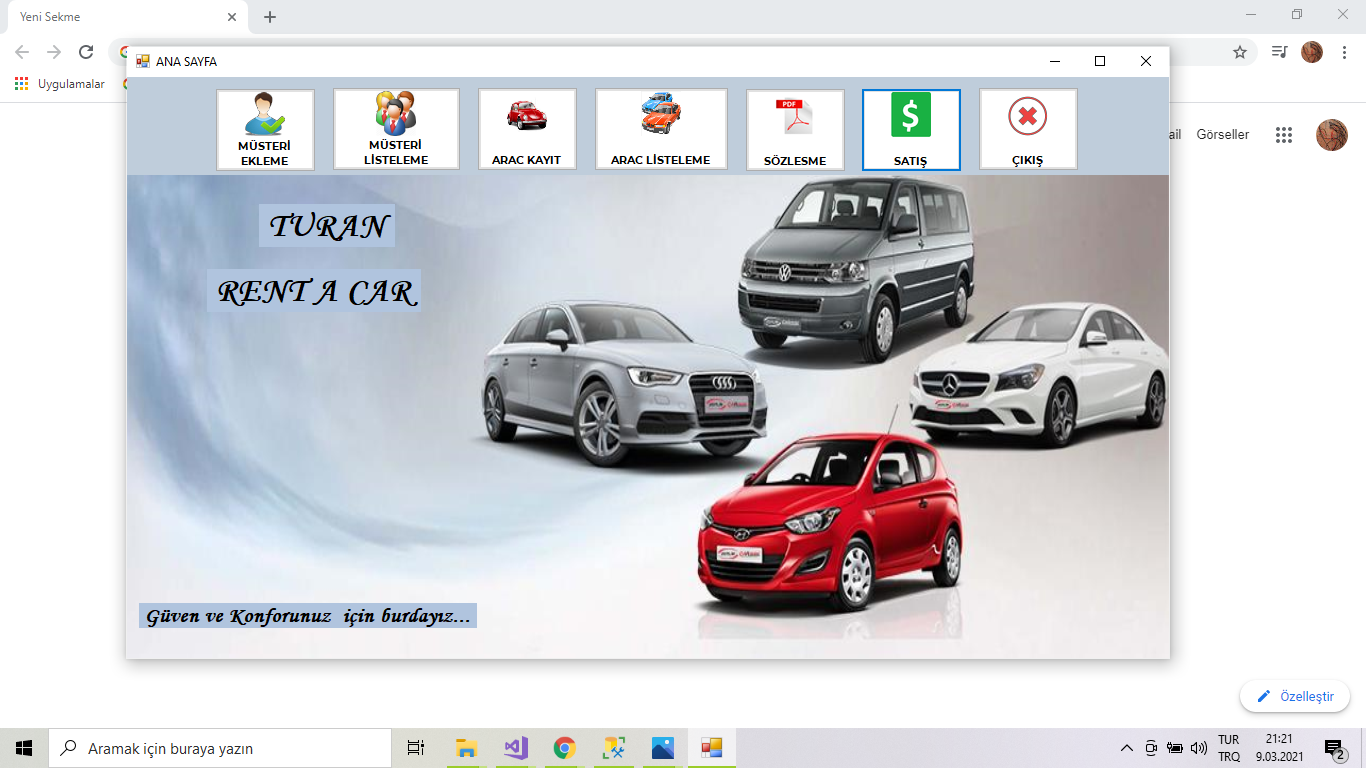 Yeni Sekme
Uygulamalar
ANA SAYFA
MÜSTERİ
EKLEME
MÜSTERİ
LİSTELEME
ARAC KAYIT
ARAC LİSTELEME
PDF
SÖZLESME
$
SATIŞ
ÇIKIŞ
ail Görseller
TURAN
RENT A CAR
Güven ve Konforunuz için burdayız...
Özelleştir
Aramak için buraya yazın
TUR
TRQ
21:21
9.03.2021
2